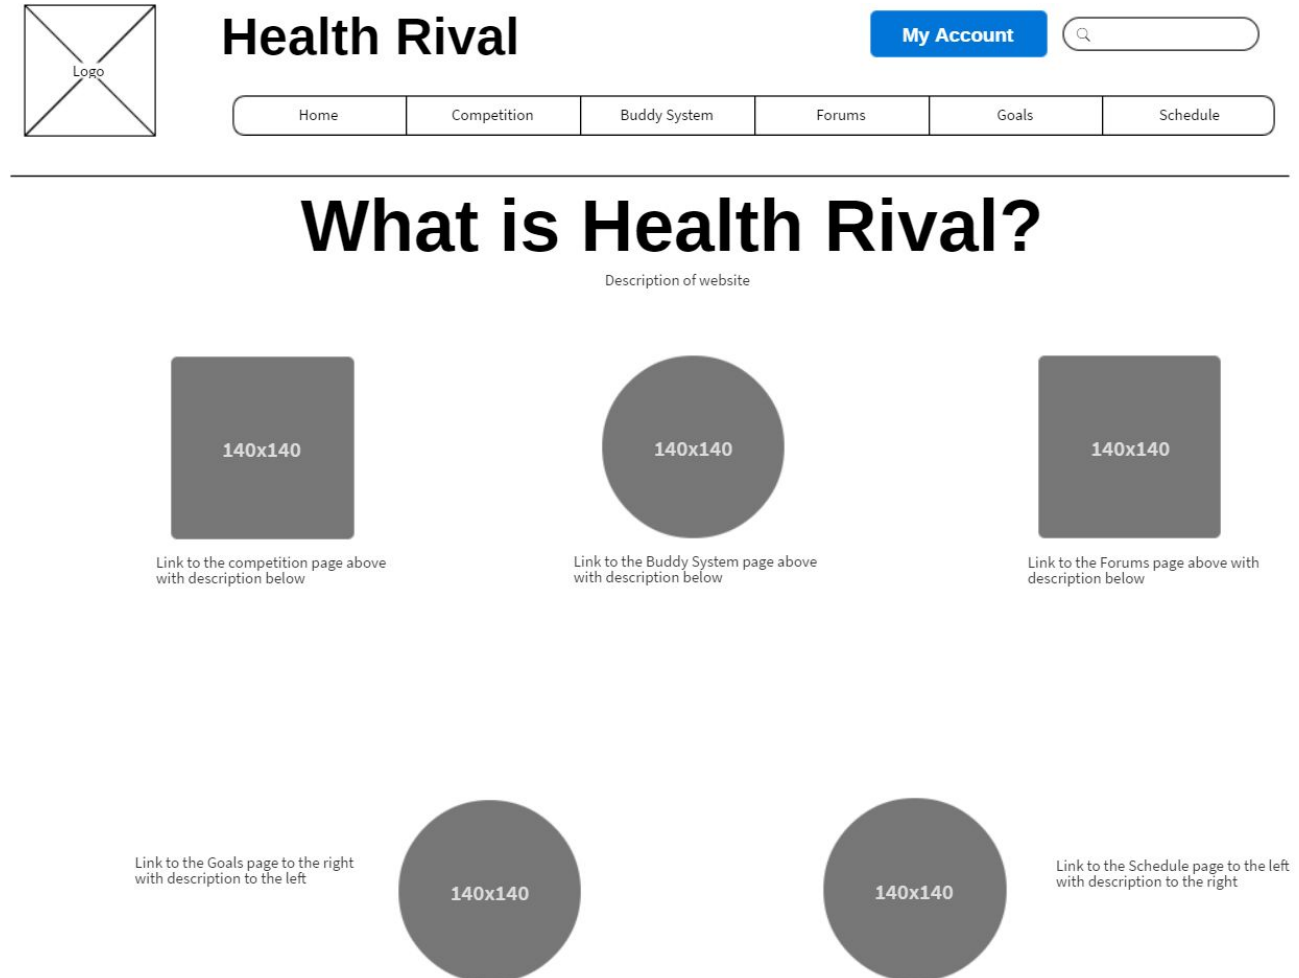 Logo
Health Rival
My Account
Home
Competition
Buddy System
Forums
Goals
Schedule
What is Health Rival?
Description of website
140x140
140x140
140x140
Link to the competition page above
with description below
Link to the Buddy System page above
with description below
Link to the Forums page above with
description below
Link to the Goals page to the right
with description to the left
140x140
140x140
Link to the Schedule page to the left
with description to the right